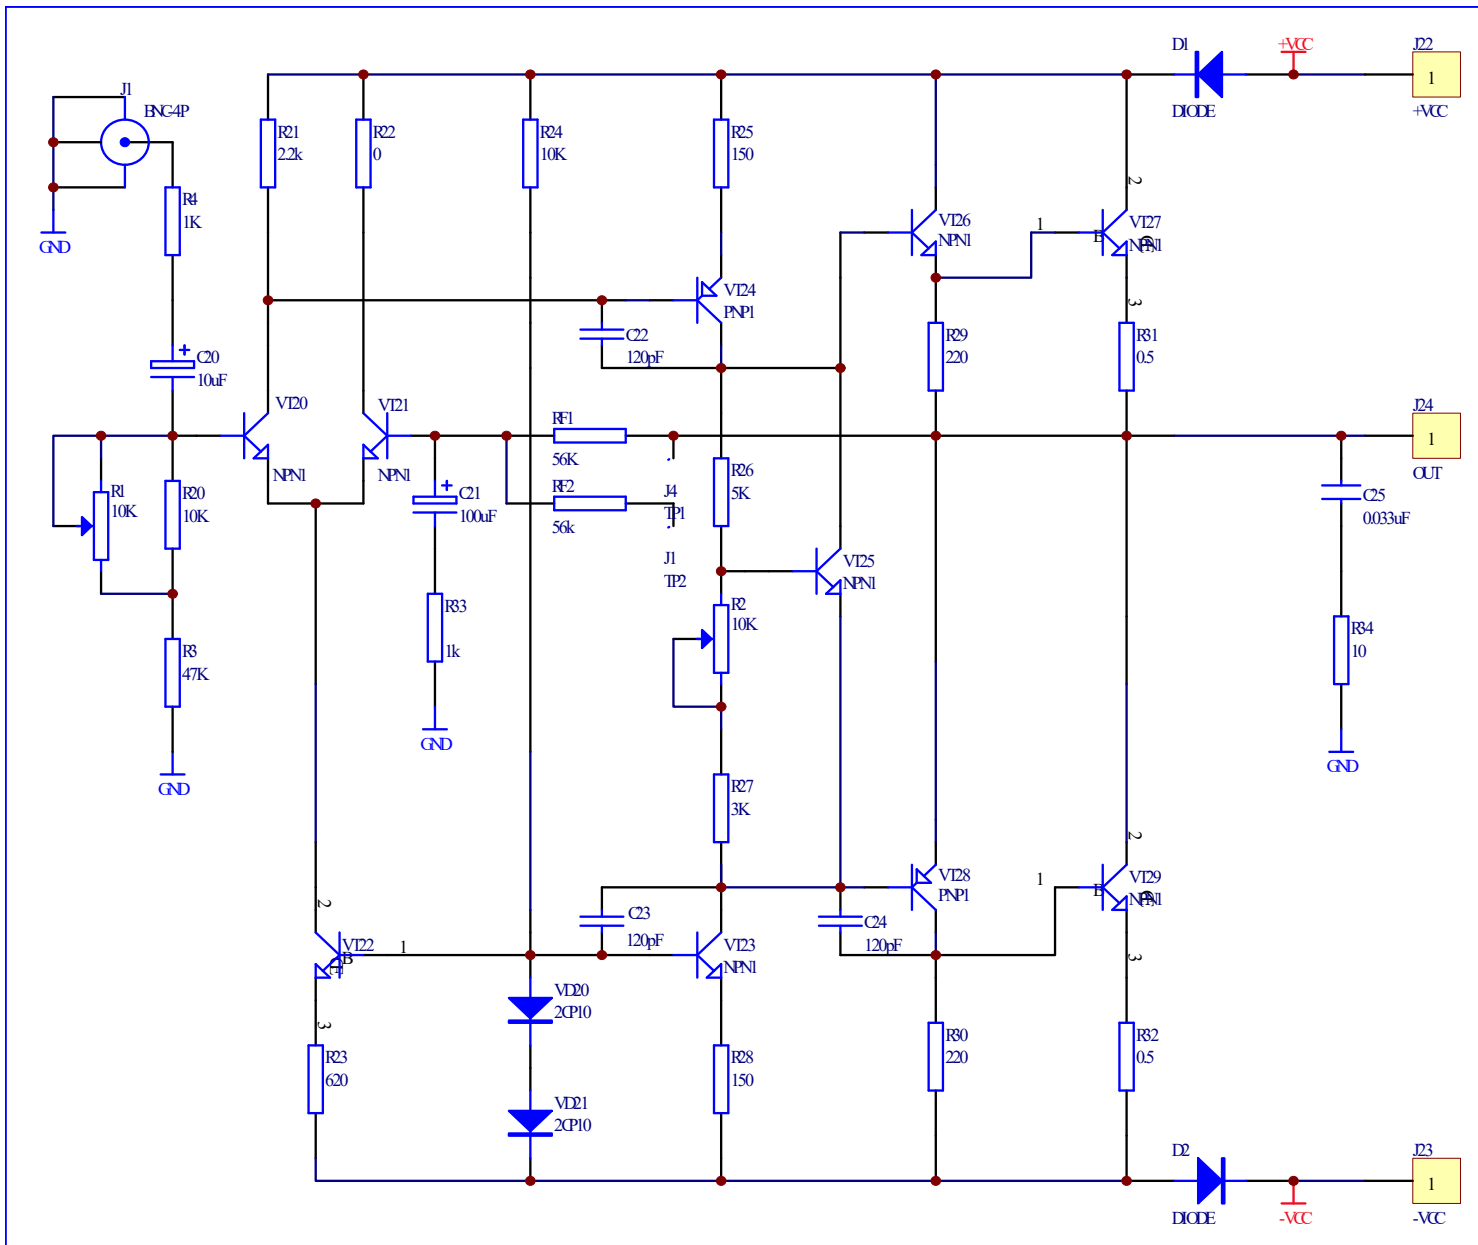 D1
+VCC
J22
1
+VCC
DIODE
J1
BNC-4P
R21
2.2k
R22
0
R24
10K
R25
150
R4
1K
GND
2
VT26
NPN1
1
B
VT27
NPN1
3
VT24
PNP1
C22
120pF
R29
220
R31
0.5
C20
10uF
VT20
NPN1
VT21
NPN1
RF1
56K
R26
5K
J24
1
OUT
R1
10K
R20
10K
C21
100uF
RF2
56k
J4
TP1
C25
0.033uF
J1
TP2
VT25
NPN1
R33
1k
R2
10K
R34
10
R3
47K
GND
GND
GND
R27
3K
2
VT28
PNP1
1
B
VT29
NPN1
3
2
C23
120pF
C24
120pF
VT22
B
E
1
VT23
NPN1
3
VD20
2CP10
R23
620
R28
150
R30
220
R32
0.5
VD21
2CP10
D2
DIODE
-VCC
J23
1
-VCC